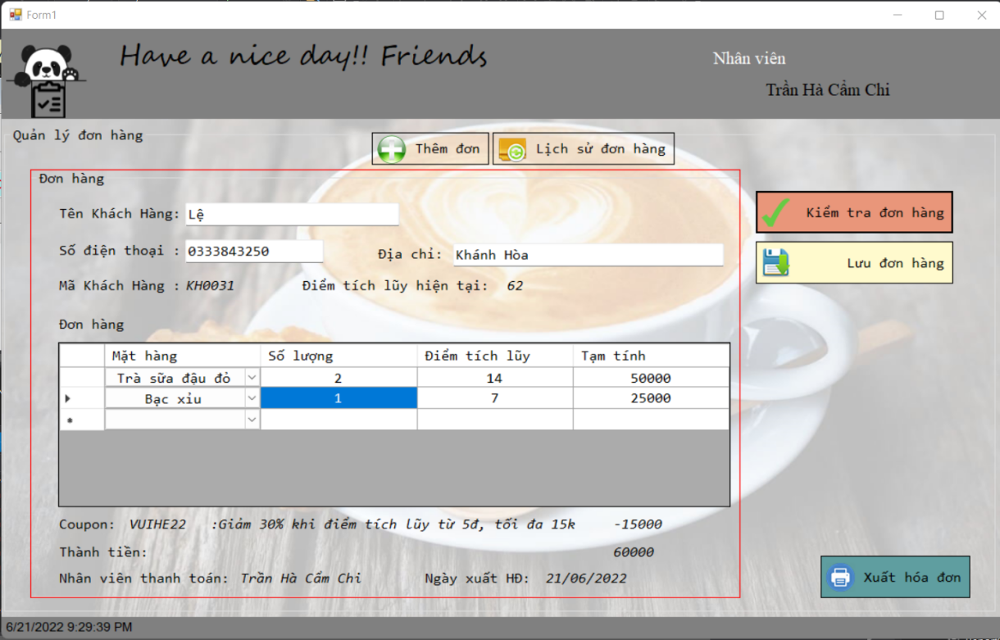 Form1
Have a nice day!! Friends
Nhân viên
Trần Hà Cẩm Chi
Quản lý đơn hàng
Thêm đơn
Lịch sử đơn hàng
Đơn hàng
Tên Khách Hàng: Lệ
Kiểm tra đơn hàng
Số điện thoại : 0333843250
Địa chỉ: Khánh Hòa
Lưu đơn hàng
Mã Khách Hàng : KH0031
Điểm tích lũy hiện tại: 62
Đơn hàng
Mặt hàng Số lượng Điểm tích lũy Tạm tính
Trà sữa đậu đỏ 2 14 50000
Bạc xỉu 1 7 25000
Coupon: VUIHE22 :Giảm 30% khi điểm tích lũy từ 5đ, tối đa 15k -15000
Thành tiền: 60000
Nhân viên thanh toán: Trần Hà Cẩm Chi Ngày xuất HĐ: 21/06/2022
Xuất hóa đơn
6/21/2022 9:29:39 PM